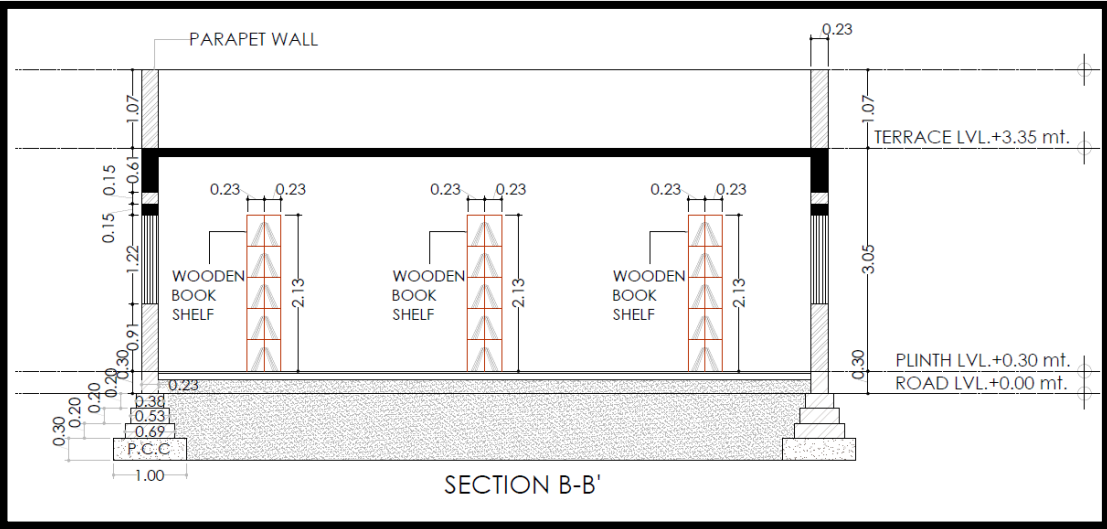 PARAPET WALL
0.23
1.07
1.07
TERRACE LVL.+3.35 mt.
0.61
0.15
0.15
1.22
0.91
0.30
0.23 0.23
0.23 0.23
0.23 0.23
WOODEN
BOOK
SHELF
2.13
WOODEN
BOOK
SHELF
2.13
WOODEN
BOOK
SHELF
2.13
3.05
0.30
PLINTH LVL.+0.30 mt.
ROAD LVL.+0.00 mt.
0.23
0.20
0.38
0.20
0.53
0.20
0.69
0.30
P.C.C
1.00
SECTION B-B'